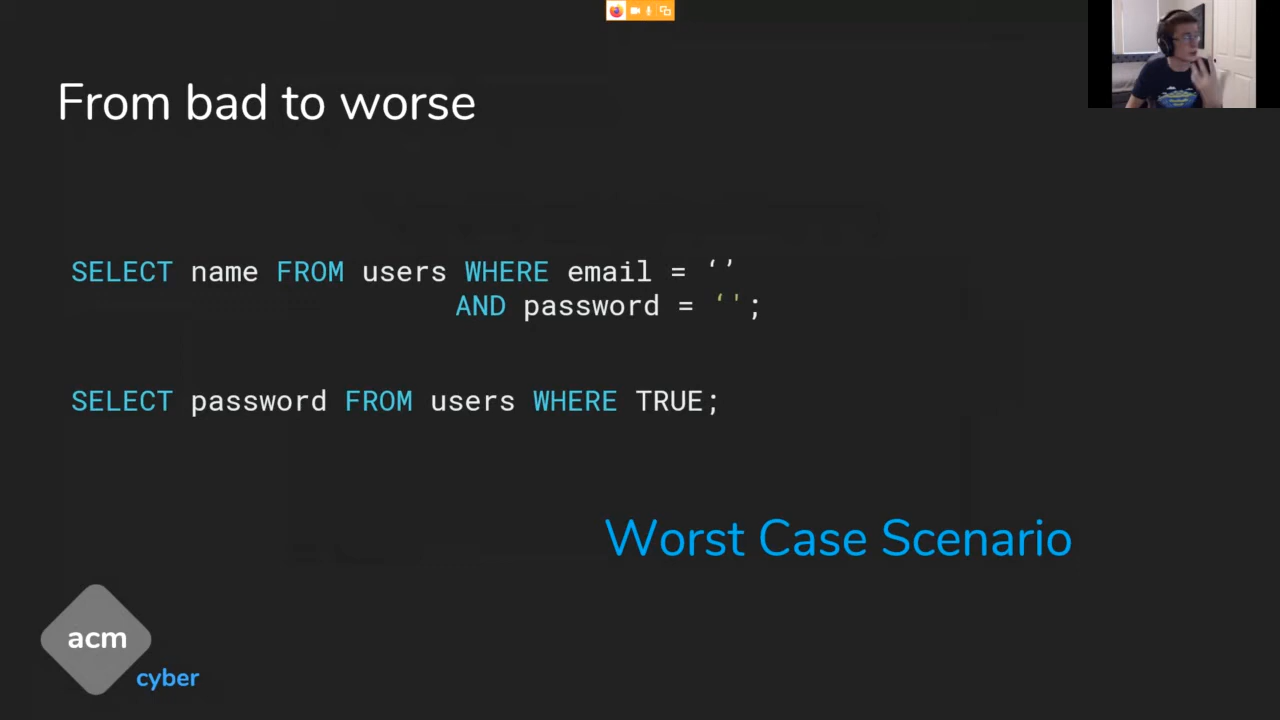 From bad to worse
SELECT name FROM users WHERE email = ‘’
AND password = ‘';
SELECT password FROM users WHERE TRUE;
Worst Case Scenario
acm
cyber